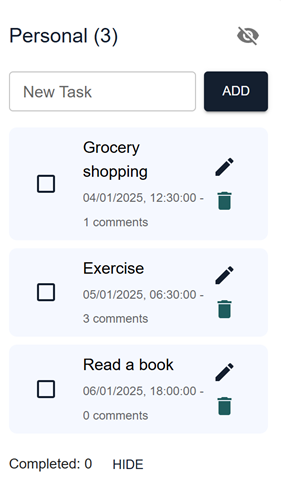 Personal (3)
New Task
ADD
Grocery
shopping
04/01/2025, 12:30:00 -
1 comments
Exercise
05/01/2025, 06:30:00 -
3 comments
Read a book
06/01/2025, 18:00:00 -
0 comments
Completed: 0 HIDE